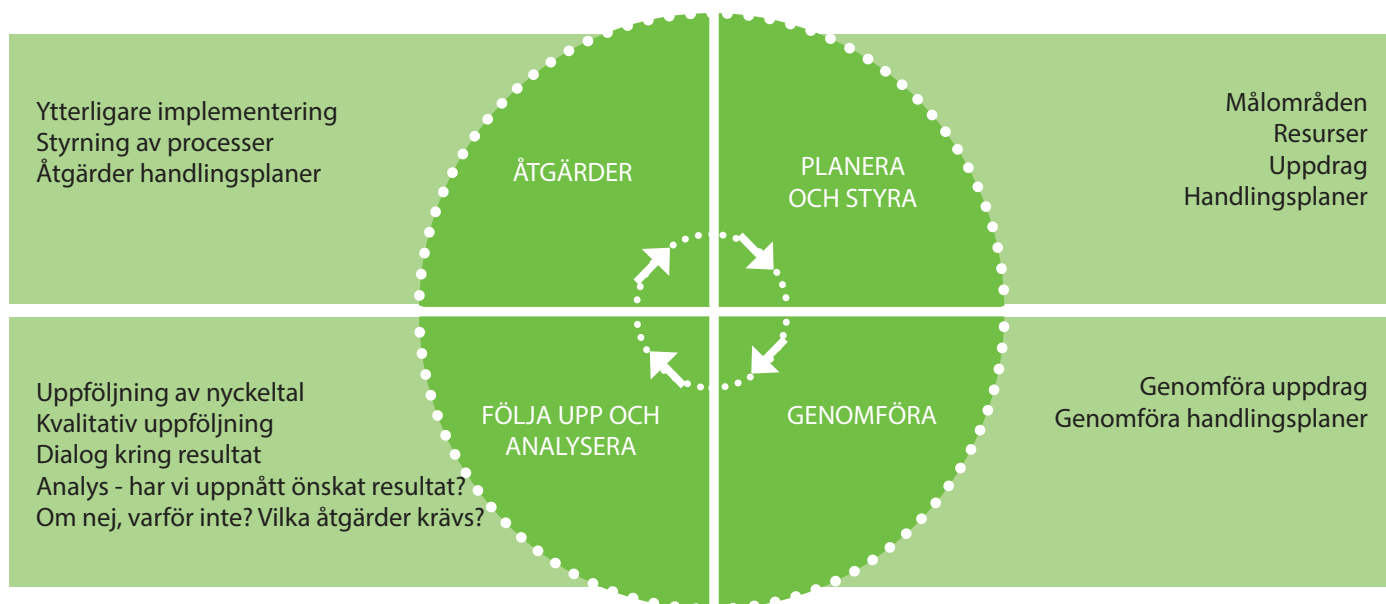 Ytterligare implementering
Styrning av processer
Åtgärder handlingsplaner
ÅTGÄRDER
PLANERA
OCH STYRA
Målområden
Resurser
Uppdrag
Handlingsplaner
Uppföljning av nyckeltal
Kvalitativ uppföljning
Dialog kring resultat
Analys - har vi uppnått önskat resultat?
Om nej, varför inte? Vilka åtgärder krävs?
FÖLJA UPP OCH
ANALYSERA
GENOMFÖRA
Genomföra uppdrag
Genomföra handlingsplaner